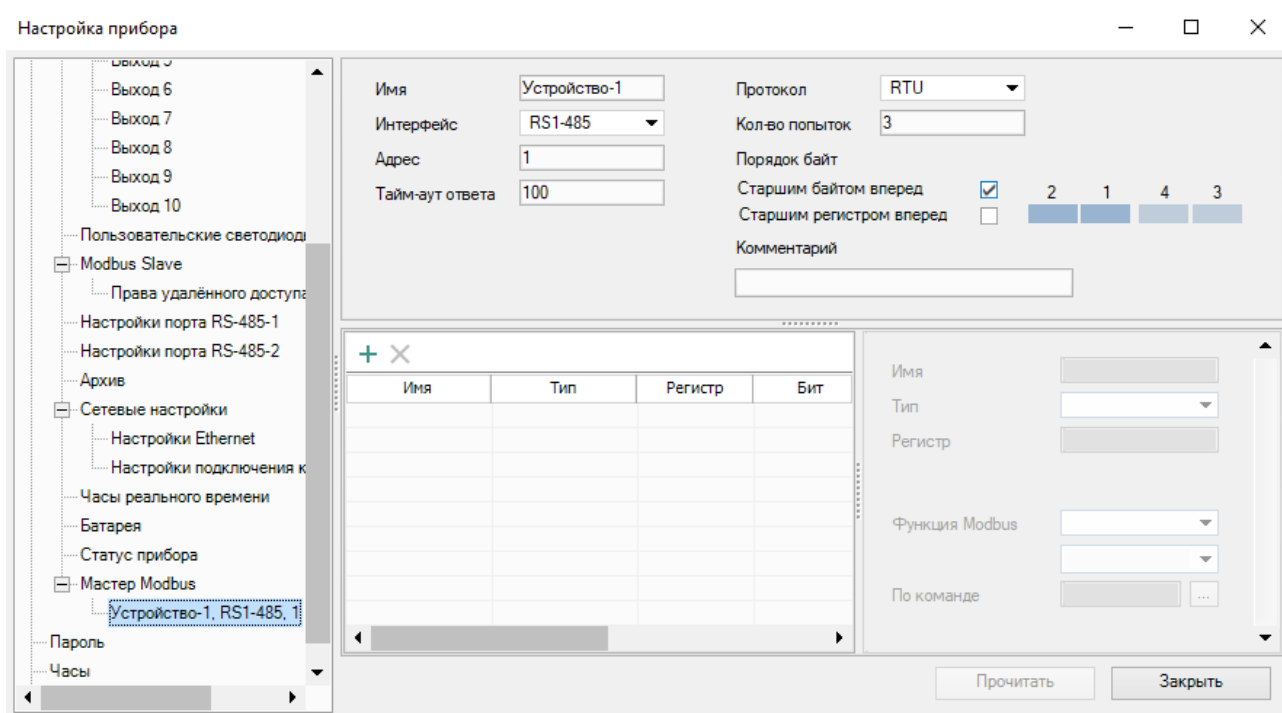 Настройка прибора
Выход 5
Выход 6
Выход 7
Выход 8
Выход 9
Выход 10
Пользовательские светодиоды
Modbus Slave
Права удалённого доступа
Настройки порта RS-485-1
Настройки порта RS-485-2
Архив
Сетевые настройки
Настройки Ethernet
Настройки подключения к
Часы реального времени
Батарея
Статус прибора
Мастер Modbus
Устройство-1, RS1-485, 1
Пароль
Часы
Имя Устройство-1
Интерфейс RS1-485
Адрес 1
Тайм-аут ответа 100
Протокол RTU
Кол-во попыток 3
Порядок байт
Старшим байтом вперед 2 1 4 3
Старшим регистром вперед
Комментарий
Имя Тип Регистр Бит
Имя
Тип
Регистр
Функция Modbus
По команде ...
Прочитать Закрыть